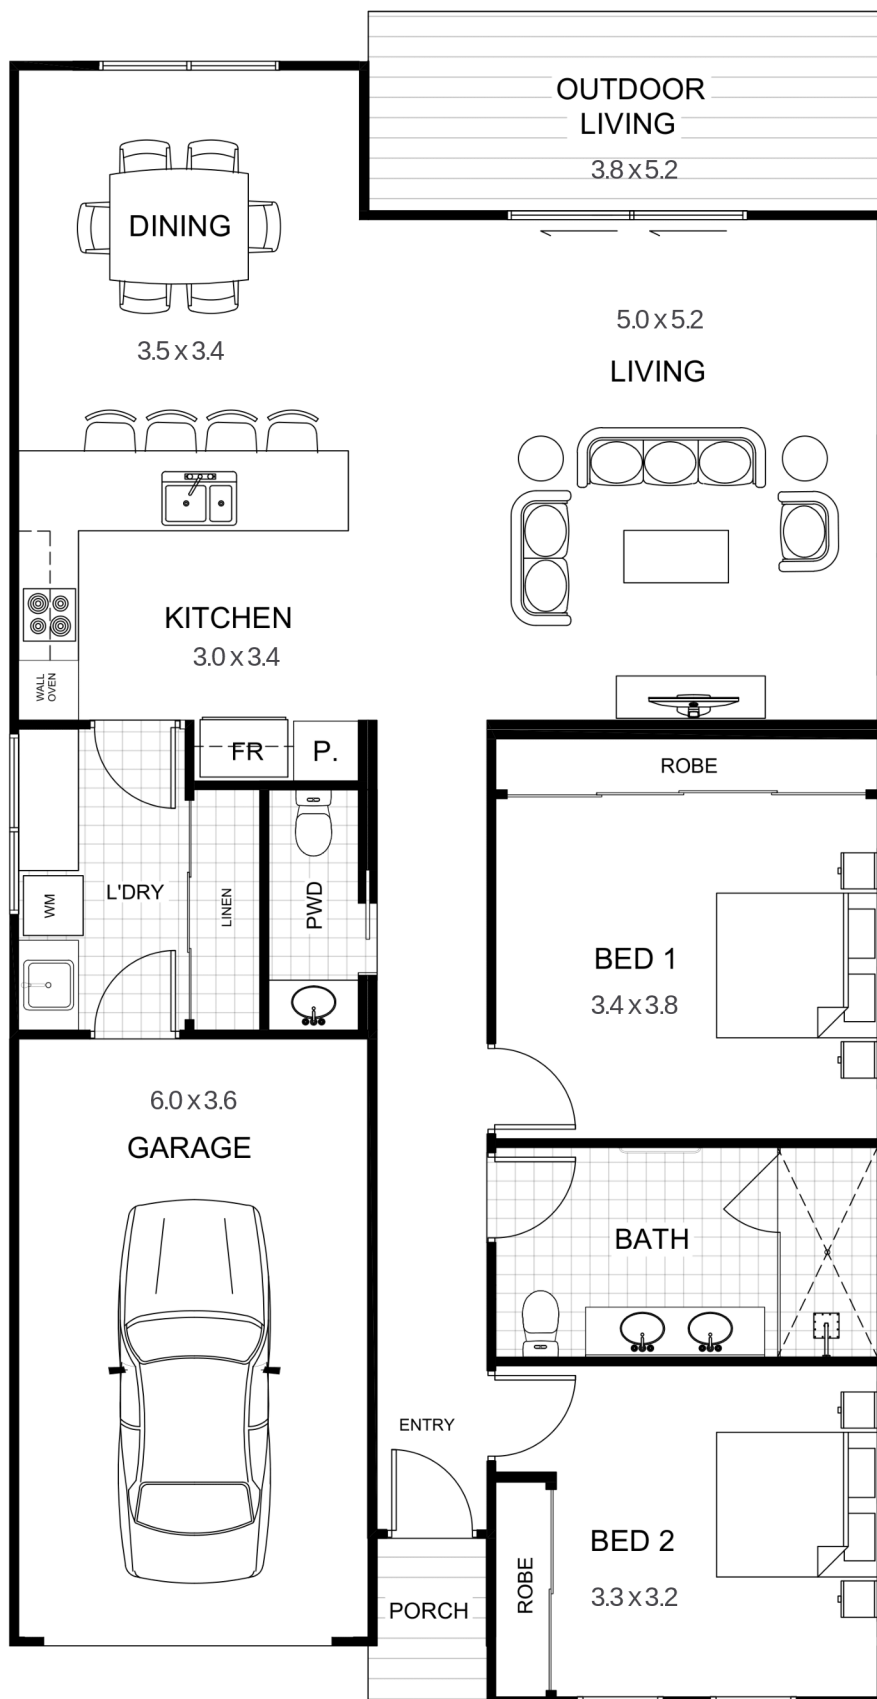 OUTDOOR
LIVING
3.8 x 5.2
DINING
3.5 x 3.4
5.0 x 5.2
LIVING
KITCHEN
3.0 x 3.4
WALL
OVEN
FR
P.
ROBE
L'DRY
WM
LINEN
PWD
BED 1
3.4 x 3.8
6.0 x 3.6
GARAGE
BATH
ENTRY
BED 2
3.3 x 3.2
ROBE
PORCH